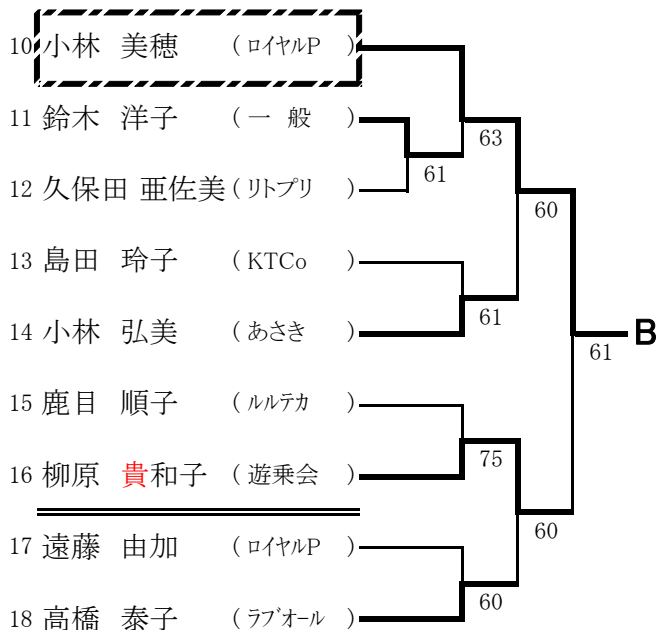 10 小林 美穂 (ロイヤルP)
63
11 鈴木 洋子 (一 般)
61
12 久保田 亜佐美 (リトプリ)
60
13 島田 玲子 (KTCo)
61
14 小林 弘美 (あさき)
61 B
15 鹿目 順子 (ルルテカ)
75
16 柳原 貴和子 (遊乗会)
60
17 遠藤 由加 (ロイヤルP)
60
18 高橋 泰子 (ラブオール)